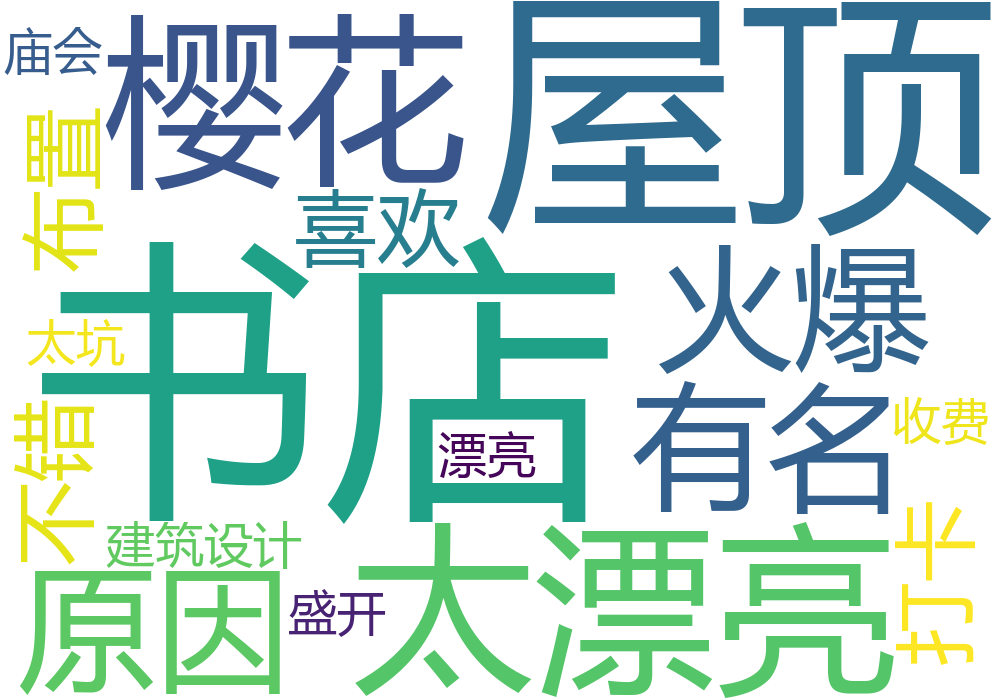 庙会
樱花
屋顶
布置
喜欢
书店
火爆
太坑
有名
不错
漂亮
收费
建筑设计
太漂亮
打卡
原因
盛开